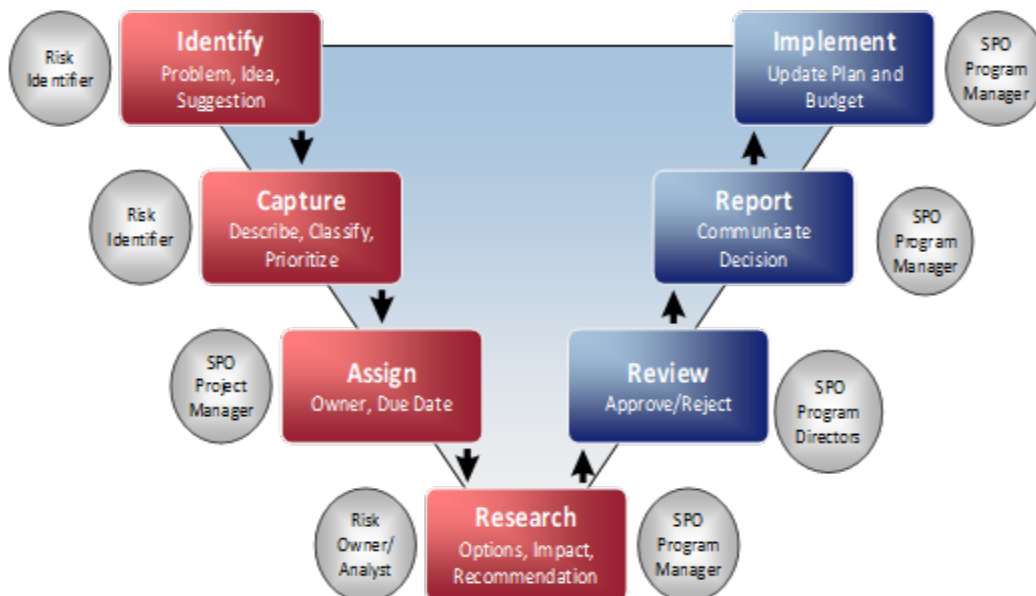 Risk
Identifier
Identify
Problem, Idea,
Suggestion
Implement
Update Plan and
Budget
SPO
Program
Manager
Risk
Identifier
Capture
Describe, Classify,
Prioritize
Report
Communicate
Decision
SPO
Program
Manager
SPO
Project
Manager
Assign
Owner, Due Date
Review
Approve/Reject
SPO
Program
Directors
Risk
Owner/
Analyst
Research
Options, Impact,
Recommendation
SPO
Program
Manager